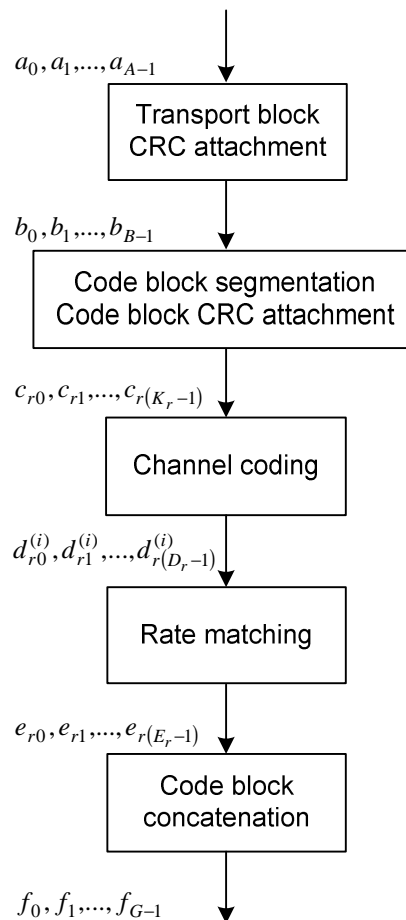 a_0, a_1,..., a_{A-1}
Transport block
CRC attachment
b_0, b_1,..., b_{B-1}
Code block segmentation
Code block CRC attachment
c_{r0}, c_{r1},..., c_{r(K_r-1)}
Channel coding
d_{r0}^{(i)}, d_{r1}^{(i)},..., d_{r(D_r-1)}^{(i)}
Rate matching
e_{r0}, e_{r1},..., e_{r(E_r-1)}
Code block
concatenation
f_0, f_1,..., f_{G-1}